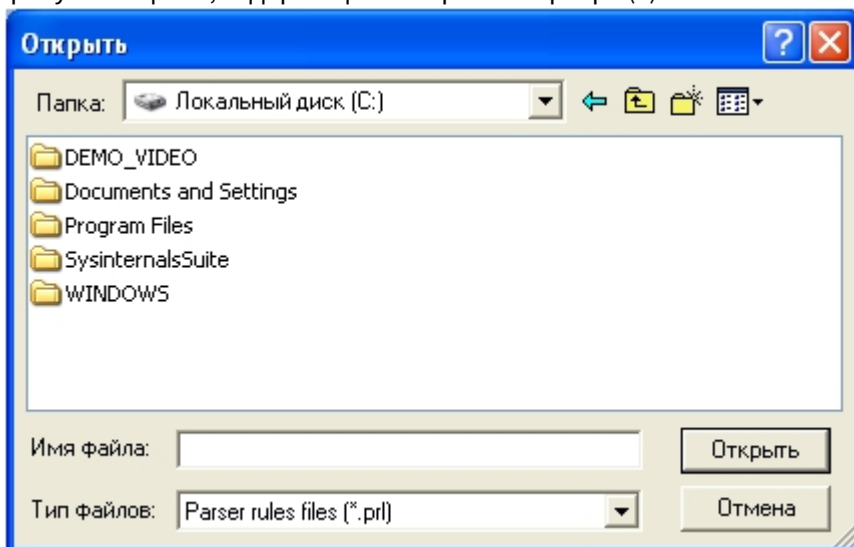 Открыть
Папка: Локальный диск (C:)
DEMO_VIDEO
Documents and Settings
Program Files
SysinternalsSuite
WINDOWS
Имя файла:
Открыть
Тип файлов: Parser rules files (*.prl)
Отмена